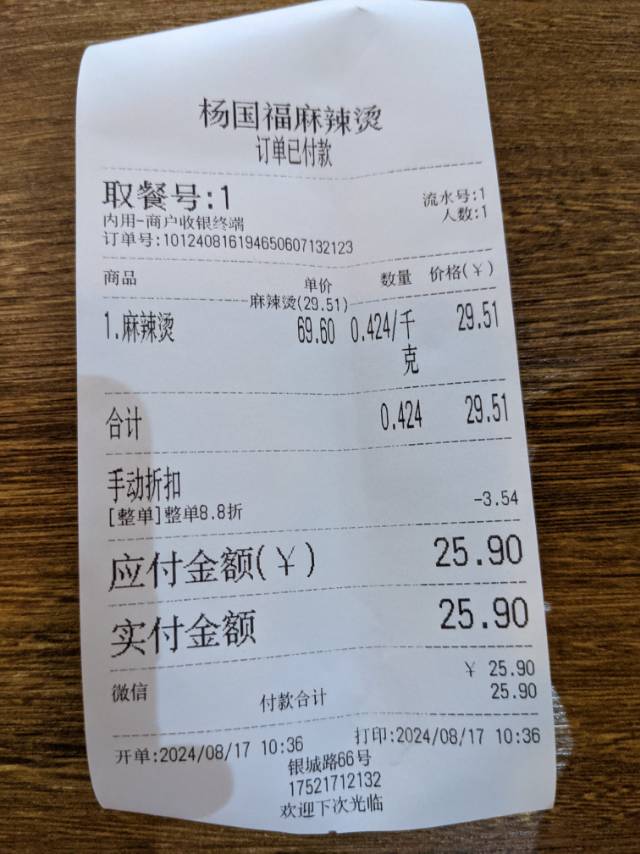 杨国福麻辣烫
订单已付款
取餐号:1
流水号:1
内用-商户收银终端
人数:1
订单号:101240816194650607132123
商品 单价 数量 价格(￥)
麻辣烫(29.51)
1.麻辣烫 69.60 0.424/千克 29.51
合计 0.424 29.51
手动折扣
[整单]整单8.8折 -3.54
应付金额(￥) 25.90
实付金额 25.90
微信 ￥ 25.90
付款合计 25.90
开单:2024/08/17 10:36 打印:2024/08/17 10:36
银城路66号
17521712132
欢迎下次光临